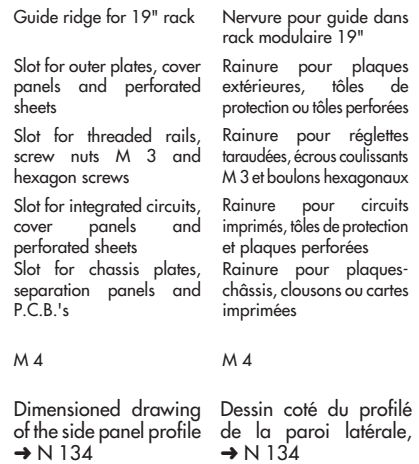 Guide ridge for 19" rack
Slot for outer plates, cover
panels and perforated
sheets
Slot for threaded rails,
screw nuts M 3 and
hexagon screws
Slot for integrated circuits,
cover panels and
perforated sheets
Slot for chassis plates,
separation panels and
P.C.B.'s
M 4
Dimensioned drawing
of the side panel profile
➜ N 134
Nervure pour guide dans
rack modulaire 19"
Rainure pour plaques
extérieures, tôles de
protection ou tôles perforées
Rainure pour réglettes
taraudées, écrous coulissants
M 3 et boulons hexagonaux
Rainure pour circuits
imprimés, tôles de protection
et plaques perforées
Rainure pour plaques-
châssis, clousons ou cartes
imprimées
M 4
Dessin coté du profilé
de la paroi latérale,
➜ N 134